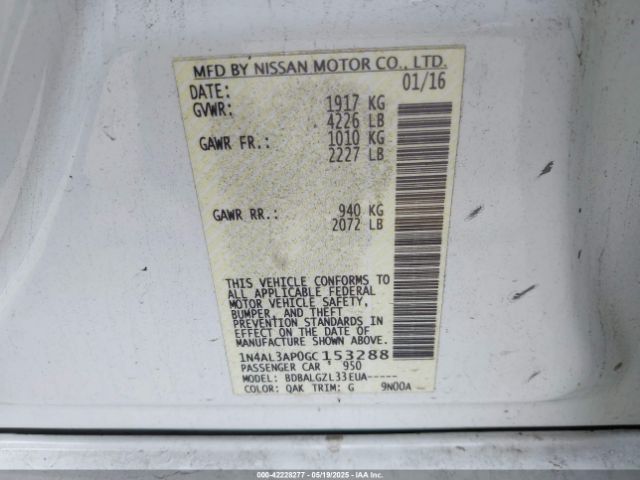 MFD BY NISSAN MOTOR CO., LTD.
DATE: 01/16
GVWR: 1917 KG
4226 LB
GAWR FR.: 1010 KG
2227 LB
GAWR RR.: 940 KG
2072 LB
THIS VEHICLE CONFORMS TO
ALL APPLICABLE FEDERAL
MOTOR VEHICLE SAFETY,
BUMPER, AND THEFT
PREVENTION STANDARDS IN
EFFECT ON THE DATE OF
MANUFACTURE SHOWN ABOVE.
1N4AL3AP0GC153288
PASSENGER CAR 950
MODEL: BDBALGZL33EUA-----
COLOR: QAK TRIM: G 9N00A
00-42228277 - 05/19/2025 - IAA Inc.